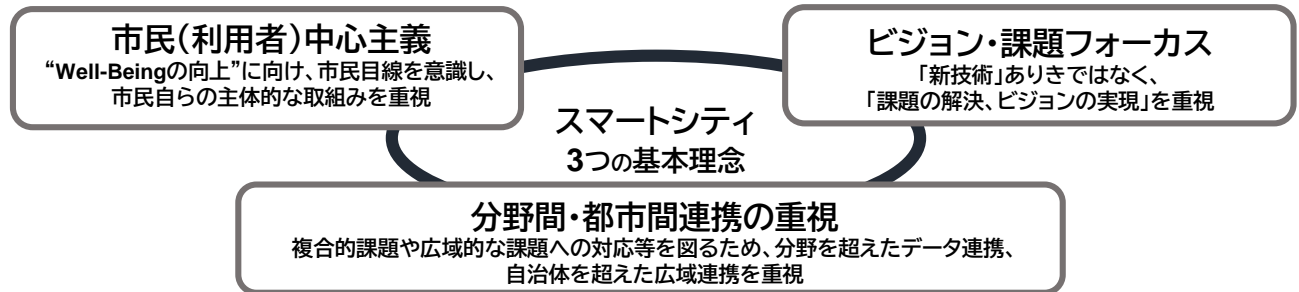 市民（利用者）中心主義
“Well-Beingの向上”に向け、市民目線を意識し、
市民自らの主体的な取組みを重視
ビジョン・課題フォーカス
「新技術」ありきではなく、
「課題の解決、ビジョンの実現」を重視
スマートシティ
3つの基本理念
分野間・都市間連携の重視
複合的課題や広域的な課題への対応等を図るため、分野を超えたデータ連携、
自治体を超えた広域連携を重視